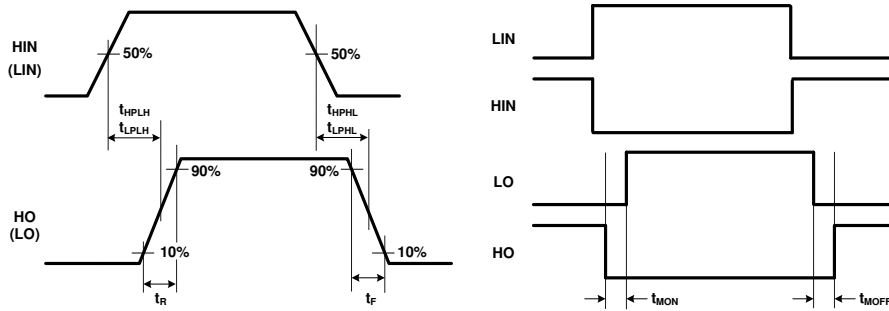 HIN
(LIN)
50%
50%
tHPLH
tLPLH
tHPHL
tLPHL
90%
90%
HO
(LO)
10%
10%
tR
tF
LIN
HIN
LO
HO
tMON
tMOFF